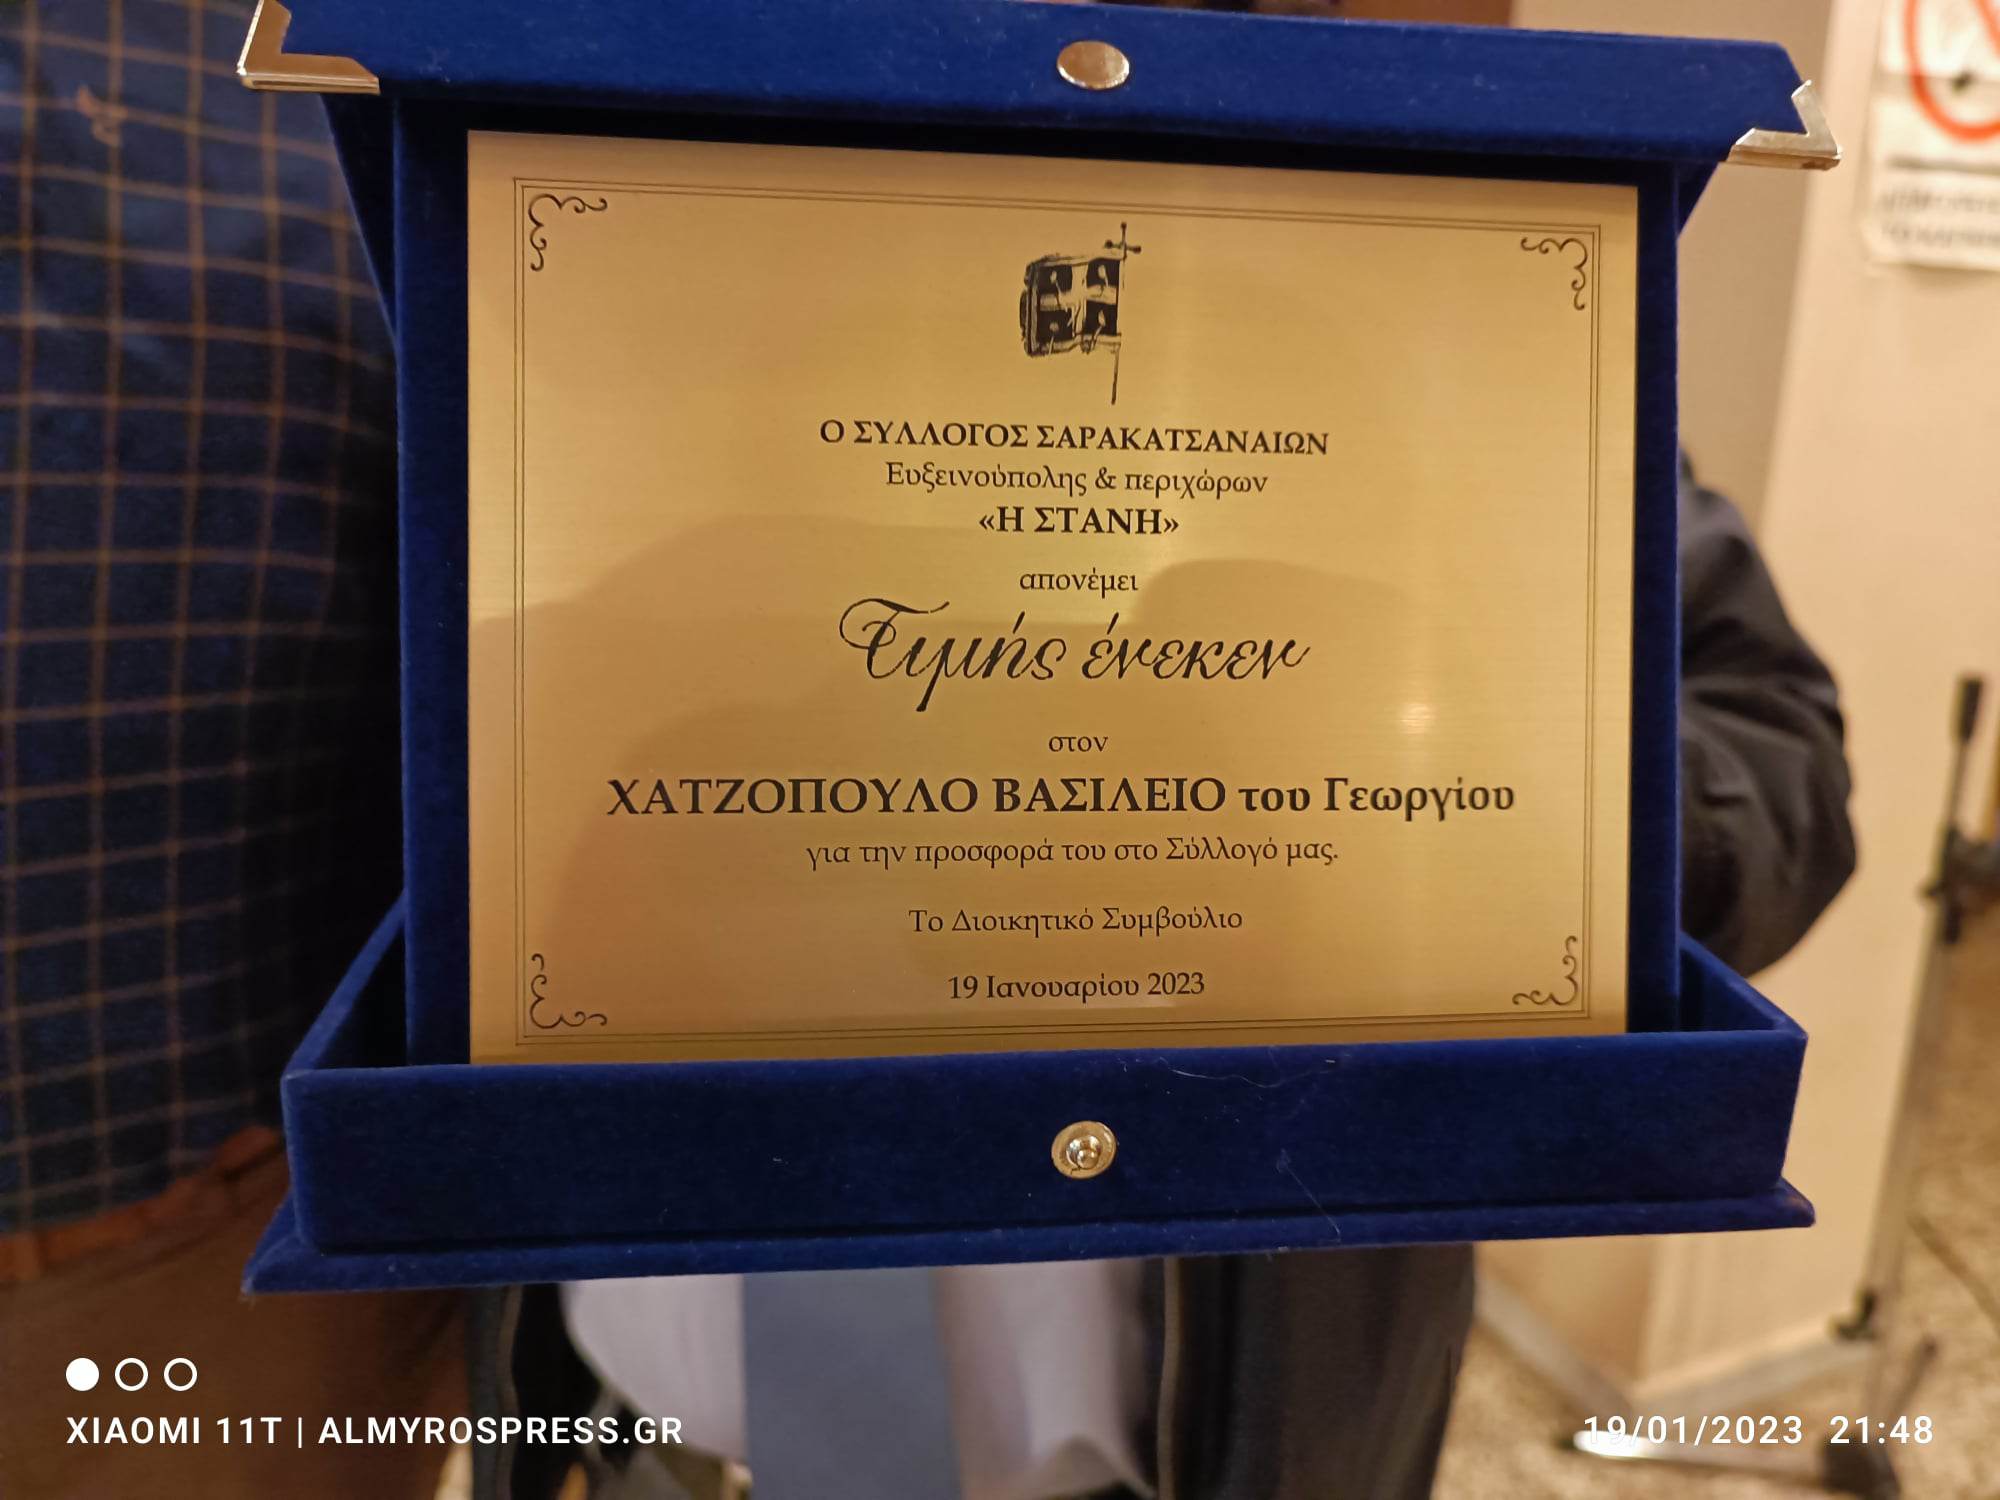 Ο ΣΥΛΛΟΓΟΣ ΣΑΡΑΚΑΤΣΑΝΑΙΩΝ
Ευξεινούπολης & περιχώρων
«Η ΣΤΑΝΗ»
απονέμει
Τιμής ένεκεν
στον
ΧΑΤΖΟΠΟΥΛΟ ΒΑΣΙΛΕΙΟ του Γεωργίου
για την προσφορά του στο Σύλλογό μας.
Το Διοικητικό Συμβούλιο
19 Ιανουαρίου 2023
XIAOMI 11T | ALMYROSPRESS.GR
19/01/2023 21:48